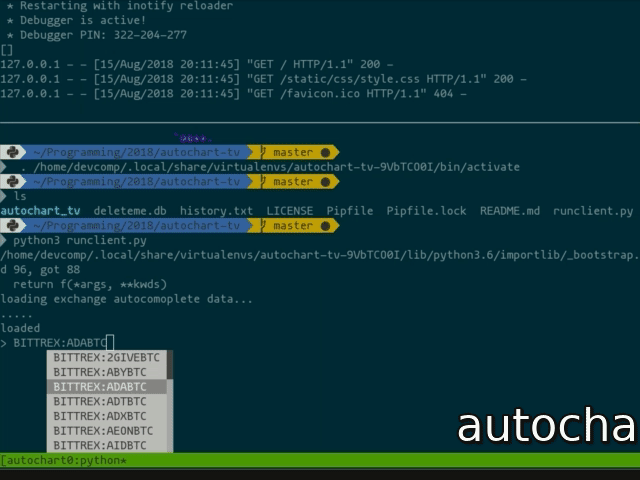 * Restarting with inotify reloader
* Debugger is active!
* Debugger PIN: 322-204-277
[]
127.0.0.1 - - [15/Aug/2018 20:11:45] "GET / HTTP/1.1" 200 -
127.0.0.1 - - [15/Aug/2018 20:11:45] "GET /static/css/style.css HTTP/1.1" 200 -
127.0.0.1 - - [15/Aug/2018 20:11:45] "GET /favicon.ico HTTP/1.1" 404 -
~/Programming/2018/autochart-tv master
. /home/devcomp/.local/share/virtualenvs/autochart-tv-9VbTCO0I/bin/activate
~/Programming/2018/autochart-tv master
ls
autochart_tv deleteme.db history.txt LICENSE Pipfile Pipfile.lock README.md runclient.py
~/Programming/2018/autochart-tv master
python3 runclient.py
/home/devcomp/.local/share/virtualenvs/autochart-tv-9VbTCO0I/lib/python3.6/importlib/_bootstrap.
d 96, got 88
return f(*args, **kwds)
loading exchange autocomoplete data...
.....
loaded
> BITTREX:ADABTC
BITTREX:2GIVEBTC
BITTREX:ABYBTC
BITTREX:ADABTC
BITTREX:ADTBTC
BITTREX:ADXBTC
BITTREX:AEONBTC
BITTREX:AIDBTC
autocha
[autochart0:python*